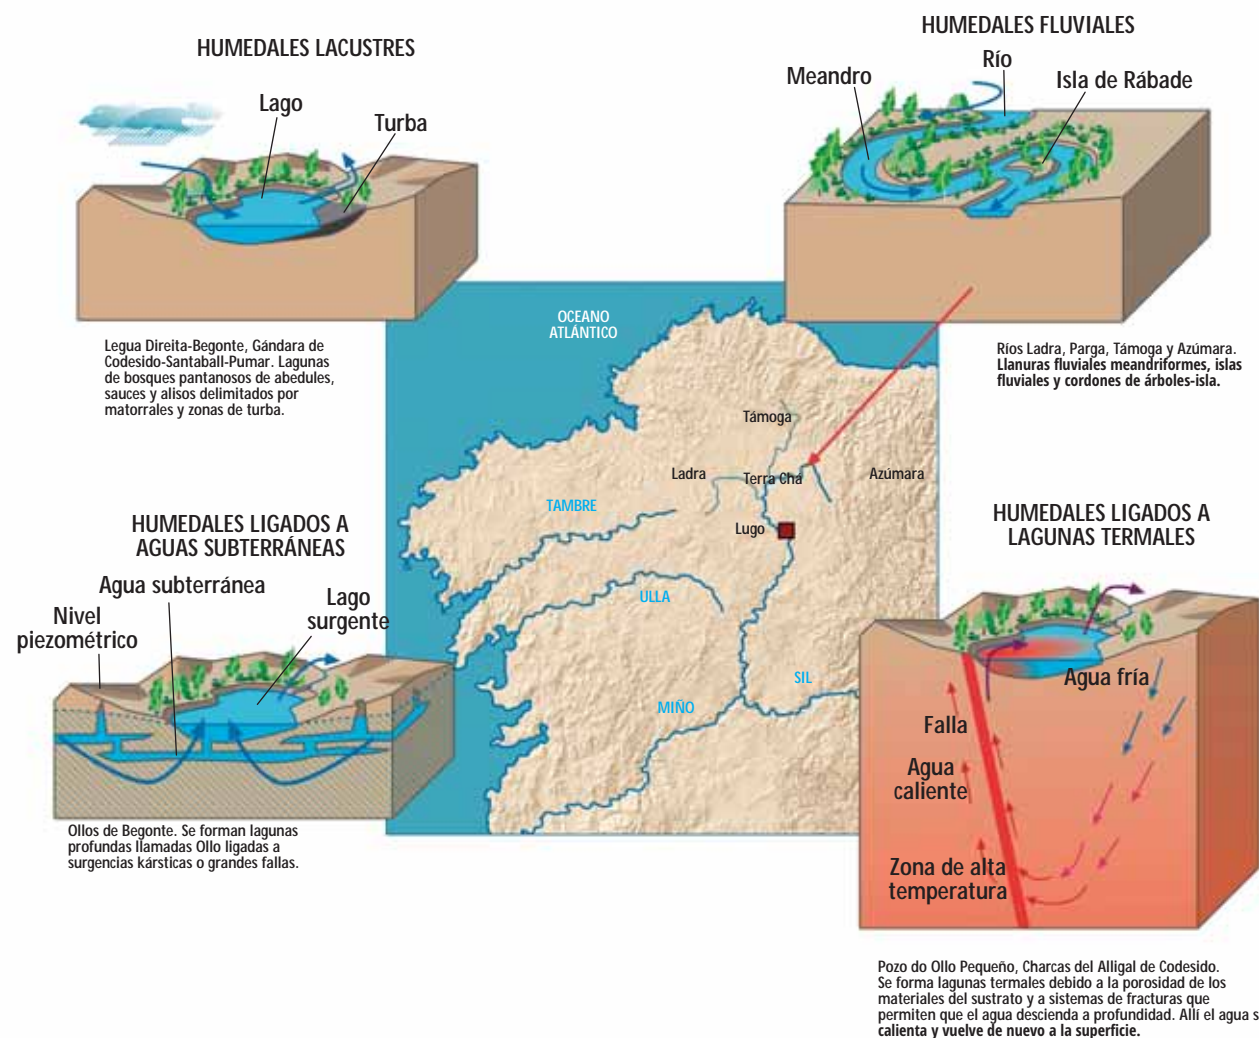 HUMEDALES LACUSTRES
Lago
Turba
Legua Direita-Begonte, Gándara de
Codesido-Santaball-Pumar. Lagunas
de bosques pantanosos de abedules,
sauces y alisos delimitados por
matorrales y zonas de turba.
HUMEDALES FLUVIALES
Río
Meandro
Isla de Rábade
Ríos Ladra, Parga, Támoga y Azúmara.
Llanuras fluviales meandriformes, islas
fluviales y cordones de árboles-isla.
OCEANO
ATLÁNTICO
Támoga
Ladra
Terra Chá
Azúmara
TAMBRE
Lugo
ULLA
SIL
MIÑO
HUMEDALES LIGADOS A
AGUAS SUBTERRÁNEAS
Agua subterránea
Nivel
piezométrico
Lago
surgente
Ollos de Begonte. Se forman lagunas
profundas llamadas Ollo ligadas a
surgencias kársticas o grandes fallas.
HUMEDALES LIGADOS A
LAGUNAS TERMALES
Agua fría
Falla
Agua
caliente
Zona de alta
temperatura
Pozo do Ollo Pequeño, Charcas del Alligal de Codesido.
Se forma lagunas termales debido a la porosidad de los
materiales del sustrato y a sistemas de fracturas que
permiten que el agua descienda a profundidad. Allí el agua s
calienta y vuelve de nuevo a la superficie.